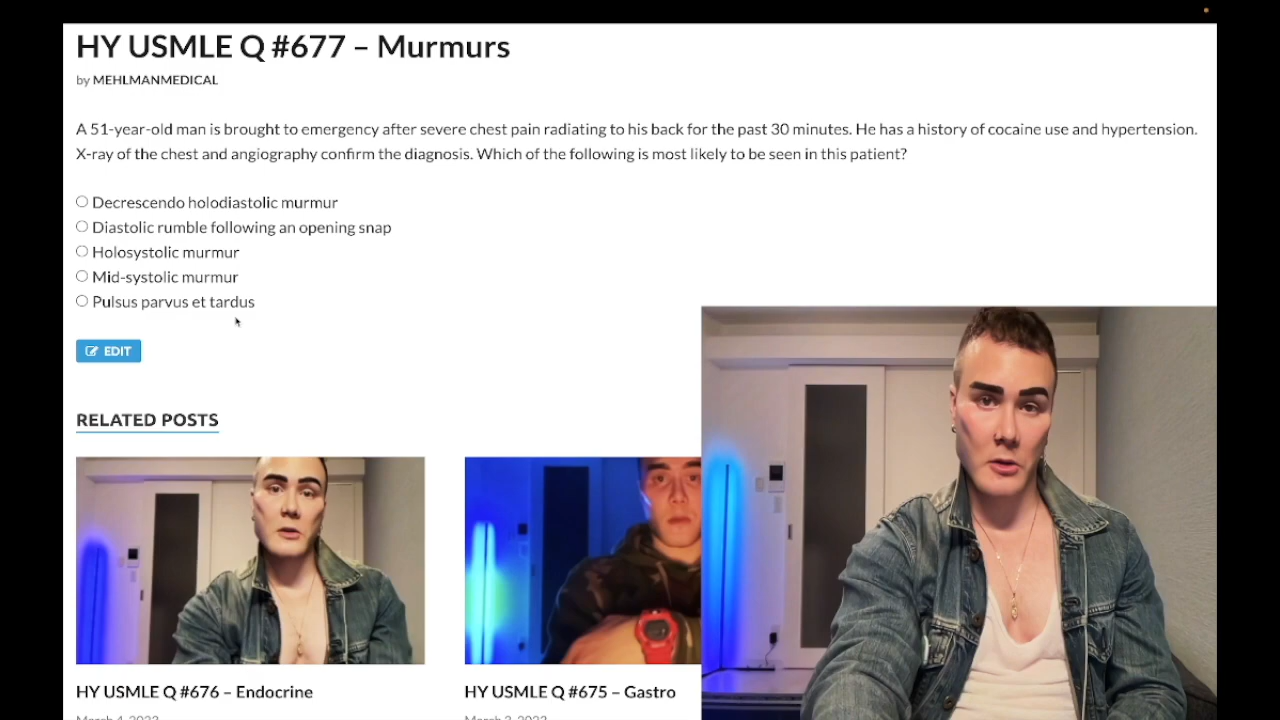 HY USMLE Q #677 – Murmurs
by MEHLMANMEDICAL
A 51-year-old man is brought to emergency after severe chest pain radiating to his back for the past 30 minutes. He has a history of cocaine use and hypertension.
X-ray of the chest and angiography confirm the diagnosis. Which of the following is most likely to be seen in this patient?
Decrescendo holodiastolic murmur
Diastolic rumble following an opening snap
Holosystolic murmur
Mid-systolic murmur
Pulsus parvus et tardus
EDIT
RELATED POSTS
HY USMLE Q #676 – Endocrine
HY USMLE Q #675 – Gastro